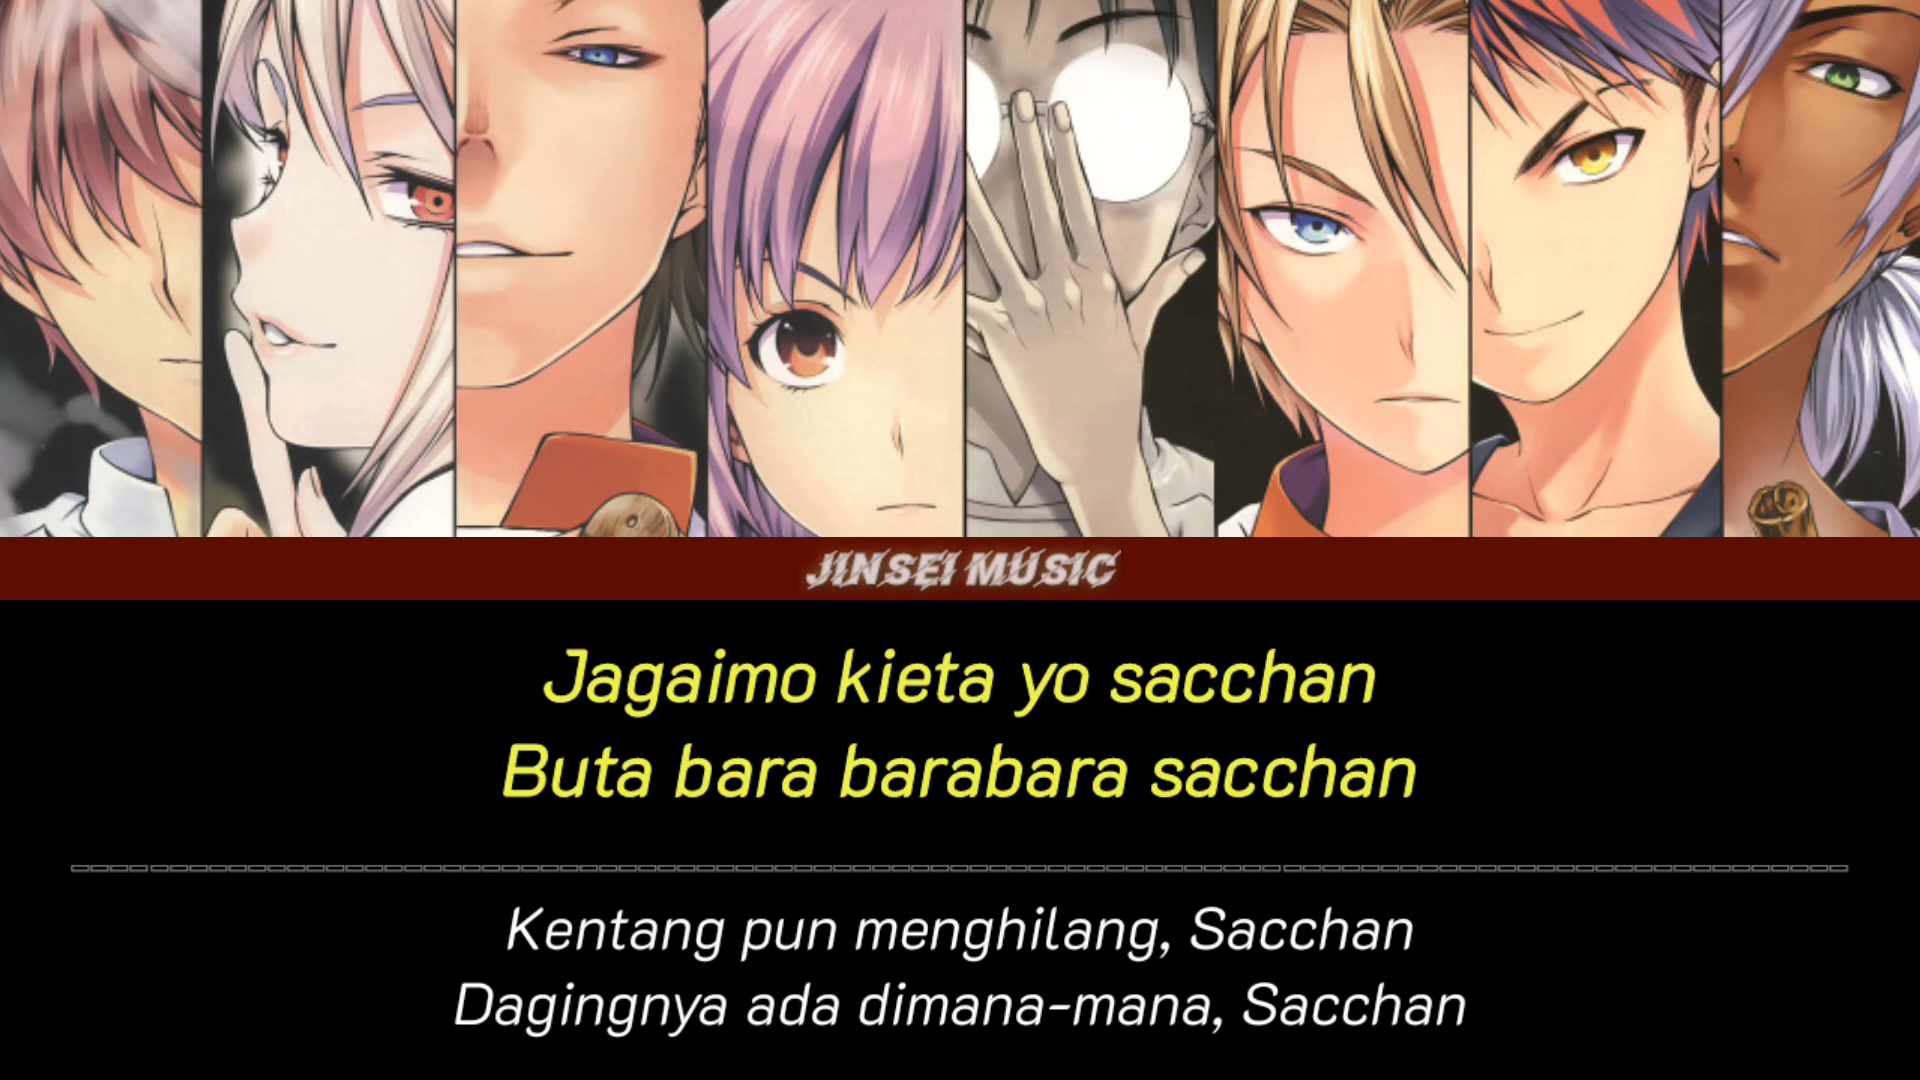 JINSEI MUSIC
Jagaimo kieta yo sacchan
Buta bara barabara sacchan
Kentang pun menghilang, Sacchan
Dagingnya ada dimana-mana, Sacchan